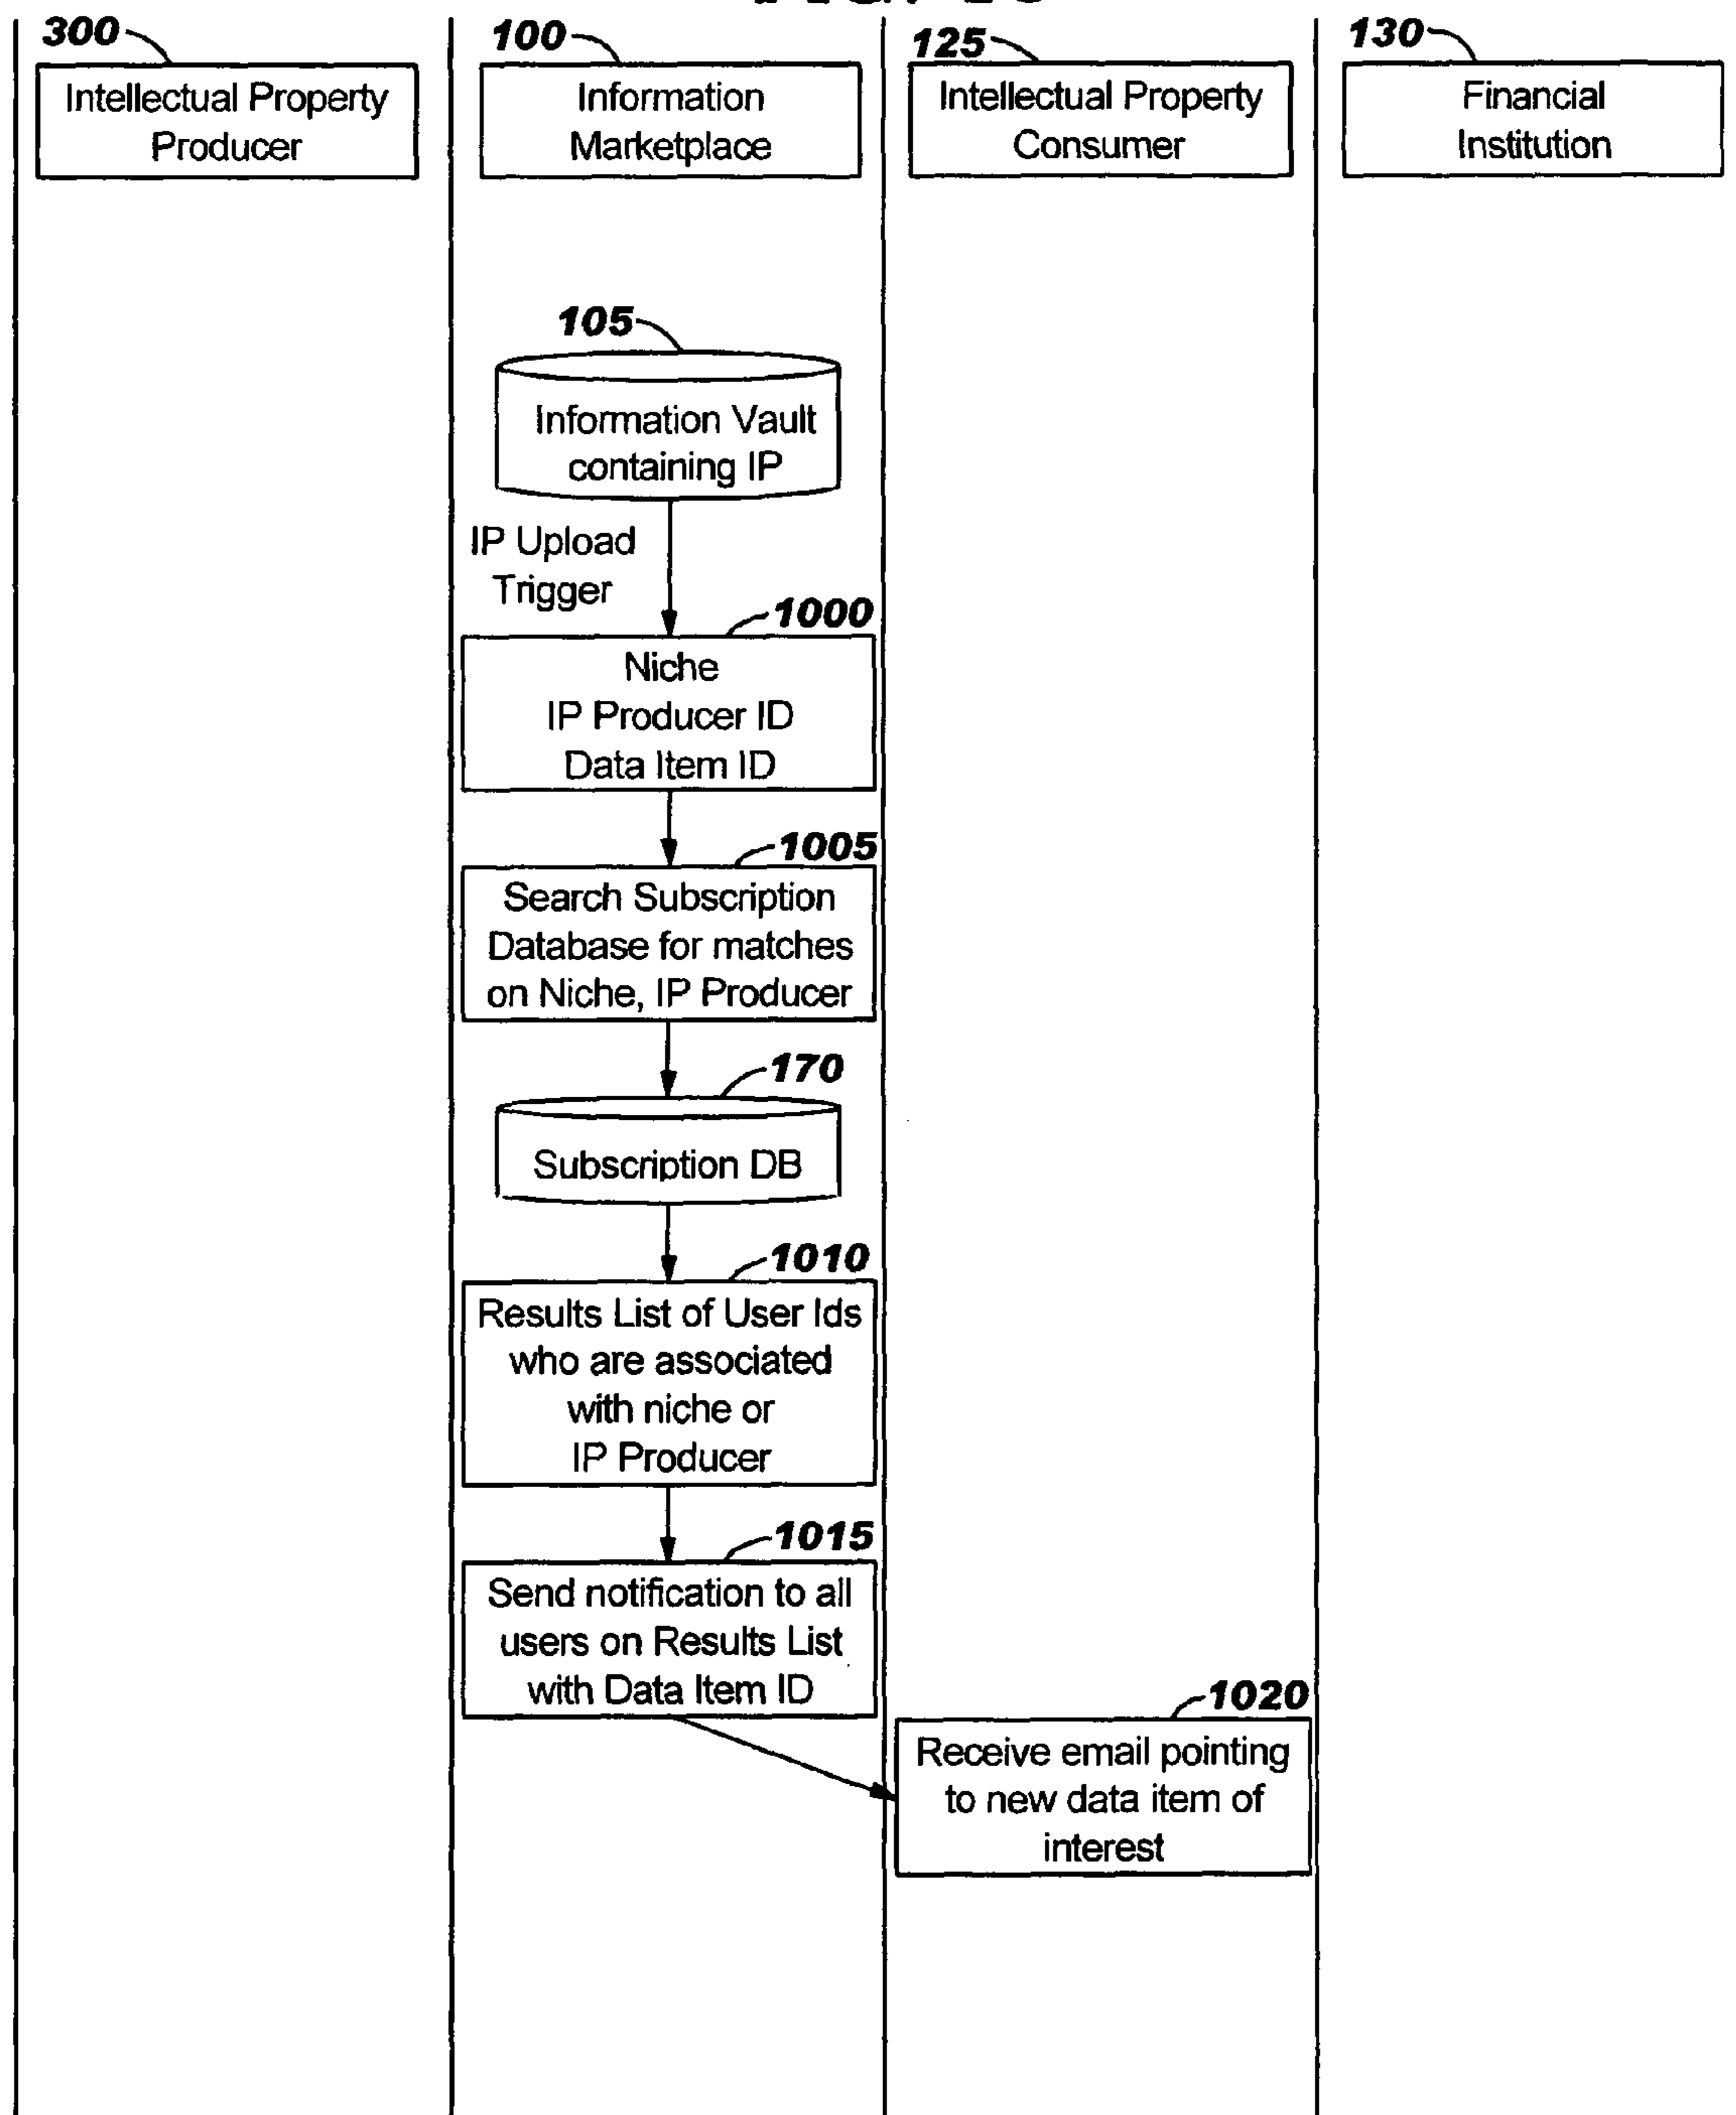 300
Intellectual Property
Producer
100
Information
Marketplace
125
Intellectual Property
Consumer
130
Financial
Institution
105
Information Vault
containing IP
IP Upload
Trigger
1000
Niche
IP Producer ID
Data Item ID
1005
Search Subscription
Database for matches
on Niche, IP Producer
170
Subscription DB
1010
Results List of User Ids
who are associated
with niche or
IP Producer
1015
Send notification to all
users on Results List
with Data Item ID
1020
Receive email pointing
to new data item of
interest